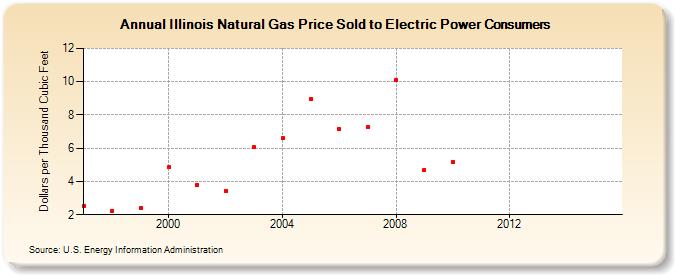 Annual Illinois Natural Gas Price Sold to Electric Power Consumers
Dollars per Thousand Cubic Feet
12
10
8
6
4
2
2000 2004 2008 2012
Source: U.S. Energy Information Administration